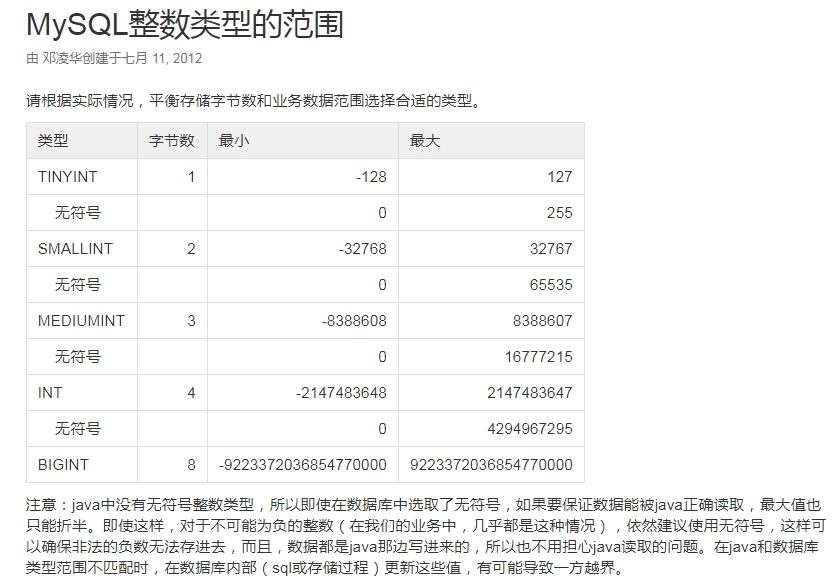 MySQL整数类型的范围
由 邓凌华创建于七月 11, 2012
请根据实际情况，平衡存储字节数和业务数据范围选择合适的类型。
类型 字节数 最小 最大
TINYINT 1 -128 127
无符号 0 255
SMALLINT 2 -32768 32767
无符号 0 65535
MEDIUMINT 3 -8388608 8388607
无符号 0 16777215
INT 4 -2147483648 2147483647
无符号 0 4294967295
BIGINT 8 -9223372036854770000 9223372036854770000
注意：java中没有无符号整数类型，所以即使在数据库中选取了无符号，如果要保证数据能被java正确读取，最大值也
只能折半。即使这样，对于不可能为负的整数（在我们的业务中，几乎都是这种情况），依然建议使用无符号，这样可
以确保非法的负数无法存进去，而且，数据都是java那边写进来的，所以也不用担心java读取的问题。在java和数据库
类型范围不匹配时，在数据库内部（sql或存储过程）更新这些值，有可能导致一方越界。